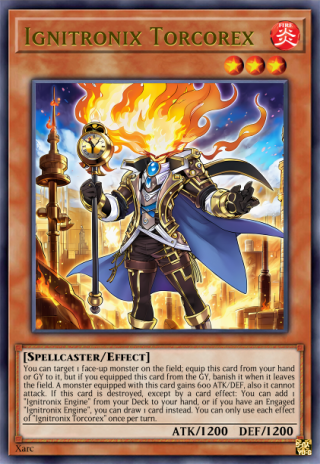 Ignitronix Torcorex
FIRE
炎
[Spellcaster/Effect]
You can target 1 face-up monster on the field; equip this card from your hand
or GY to it, but if you equipped this card from the GY, banish it when it leaves
the field. A monster equipped with this card gains 600 ATK/DEF, also it cannot
attack. If this card is destroyed, except by a card effect: You can add 1
"Ignitronix Engine" from your Deck to your hand, or if you have an Engaged
"Ignitronix Engine", you can draw 1 card instead. You can only use each effect
of "Ignitronix Torcorex" once per turn.
ATK/1200 DEF/1200
Xarc